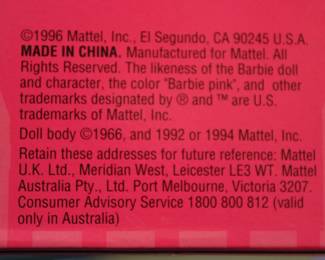 ©1996 Mattel, Inc., El Segundo, CA 90245 U.S.A.
MADE IN CHINA. Manufactured for Mattel. All
Rights Reserved. The likeness of the Barbie doll
and character, the color "Barbie pink", and other
trademarks designated by ® and ™ are U.S.
trademarks of Mattel, Inc.
Doll body ©1966, and 1992 or 1994 Mattel, Inc.
Retain these addresses for future reference: Mattel
U.K. Ltd., Meridian West, Leicester LE3 WT. Mattel
Australia Pty., Ltd. Port Melbourne, Victoria 3207.
Consumer Advisory Service 1800 800 812 (valid
only in Australia)